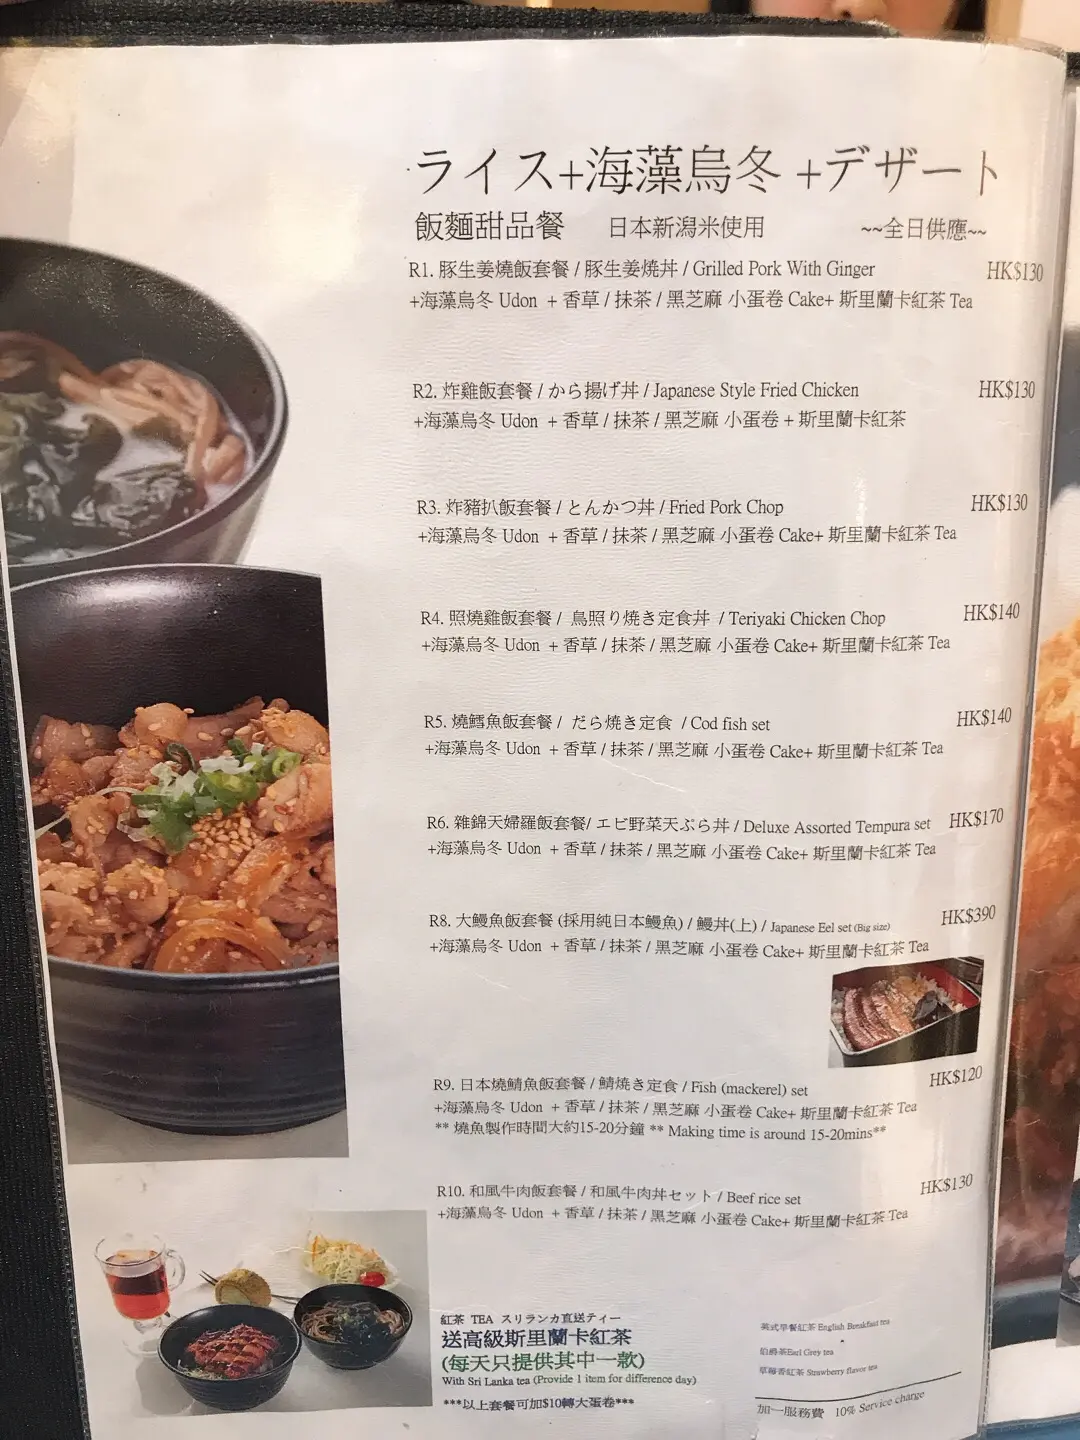 ライス+海藻烏冬 +デザート
飯麵甜品餐 日本新潟米使用 ~~全日供應~~
R1. 豚生姜燒飯套餐 / 豚生姜焼丼 / Grilled Pork With Ginger HK$130
+海藻烏冬 Udon + 香草 / 抹茶 / 黑芝麻 小蛋卷 Cake+ 斯里蘭卡紅茶 Tea
R2. 炸雞飯套餐 / から揚げ丼 / Japanese Style Fried Chicken HK$130
+海藻烏冬 Udon + 香草 / 抹茶 / 黑芝麻 小蛋卷 + 斯里蘭卡紅茶
R3. 炸豬扒飯套餐 / とんかつ丼 / Fried Pork Chop HK$130
+海藻烏冬 Udon + 香草 / 抹茶 / 黑芝麻 小蛋卷 Cake+ 斯里蘭卡紅茶 Tea
R4. 照燒雞飯套餐 / 鳥照り焼き定食丼 / Teriyaki Chicken Chop HK$140
+海藻烏冬 Udon + 香草 / 抹茶 / 黑芝麻 小蛋卷 Cake+ 斯里蘭卡紅茶 Tea
R5. 燒鱈魚飯套餐 / だら焼き定食 / Cod fish set HK$140
+海藻烏冬 Udon + 香草 / 抹茶 / 黑芝麻 小蛋卷 Cake+ 斯里蘭卡紅茶 Tea
R6. 雜錦天婦羅飯套餐/ エビ野菜天ぷら丼 / Deluxe Assorted Tempura set HK$170
+海藻烏冬 Udon + 香草 / 抹茶 / 黑芝麻 小蛋卷 Cake+ 斯里蘭卡紅茶 Tea
R8. 大鰻魚飯套餐 (採用純日本鰻魚) / 鰻丼(上) / Japanese Eel set (Big size) HK$390
+海藻烏冬 Udon + 香草 / 抹茶 / 黑芝麻 小蛋卷 Cake+ 斯里蘭卡紅茶 Tea
R9. 日本燒鯖魚飯套餐 / 鯖焼き定食 / Fish (mackerel) set HK$120
+海藻烏冬 Udon + 香草 / 抹茶 / 黑芝麻 小蛋卷 Cake+ 斯里蘭卡紅茶 Tea
** 燒魚製作時間大約15-20分鐘 ** Making time is around 15-20mins**
R10. 和風牛肉飯套餐 / 和風牛肉丼セット / Beef rice set HK$130
+海藻烏冬 Udon + 香草 / 抹茶 / 黑芝麻 小蛋卷 Cake+ 斯里蘭卡紅茶 Tea
紅茶 TEA スリランカ直送ティー
送高級斯里蘭卡紅茶
(每天只提供其中一款)
With Sri Lanka tea (Provide 1 item for difference day)
***以上套餐可加$10轉大蛋卷***
英式早餐紅茶 English Breakfast tea
伯爵茶Earl Grey tea
草莓香紅茶 Strawberry flavor tea
加一服務費 10% Service charge